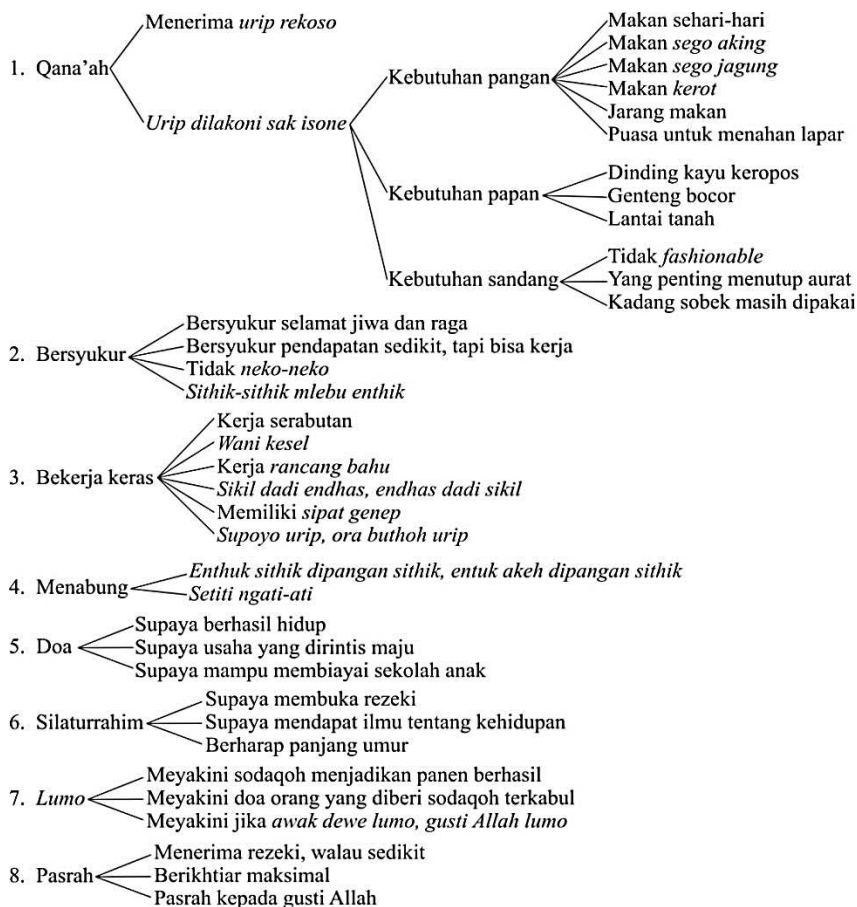 Menerima urip rekoso
1. Qana'ah
Urip dilakoni sak isone
Kebutuhan pangan
Makan sehari-hari
Makan sego aking
Makan sego jagung
Makan kerot
Jarang makan
Puasa untuk menahan lapar
Kebutuhan papan
Dinding kayu keropos
Genteng bocor
Lantai tanah
Kebutuhan sandang
Tidak fashionable
Yang penting menutup aurat
Kadang sobek masih dipakai
2. Bersyukur
Bersyukur selamat jiwa dan raga
Bersyukur pendapatan sedikit, tapi bisa kerja
Tidak neko-neko
Sithik-sithik mlebu enthik
3. Bekerja keras
Kerja serabutan
Wani kesel
Kerja rancang bahu
Sikil dadi endhas, endhas dadi sikil
Memiliki sipat genep
Supoyo urip, ora buthoh urip
4. Menabung
Enthuk sithik dipangan sithik, entuk akeh dipangan sithik
Setiti ngati-ati
5. Doa
Supaya berhasil hidup
Supaya usaha yang dirintis maju
Supaya mampu membiayai sekolah anak
6. Silaturrahim
Supaya membuka rezeki
Supaya mendapat ilmu tentang kehidupan
Berharap panjang umur
7. Lumo
Meyakini sodaqoh menjadikan panen berhasil
Meyakini doa orang yang diberi sodaqoh terkabul
Meyakini jika awak dewe lumo, gusti Allah lumo
8. Pasrah
Menerima rezeki, walau sedikit
Berikhtiar maksimal
Pasrah kepada gusti Allah